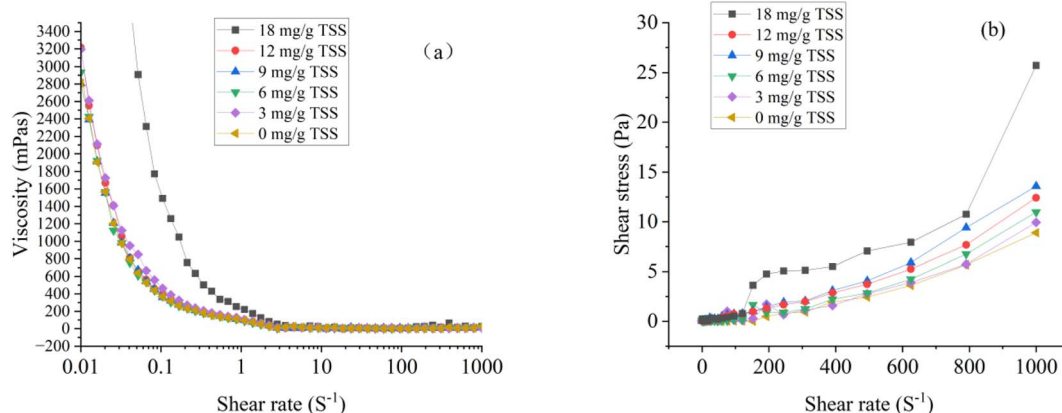 (a)
18 mg/g TSS
12 mg/g TSS
9 mg/g TSS
6 mg/g TSS
3 mg/g TSS
0 mg/g TSS
Viscosity (mPas)
3400
3200
3000
2800
2600
2400
2200
2000
1800
1600
1400
1200
1000
800
600
400
200
0
−200
0.01
0.1
1
10
100
1000
Shear rate (S⁻¹)
(b)
18 mg/g TSS
12 mg/g TSS
9 mg/g TSS
6 mg/g TSS
3 mg/g TSS
0 mg/g TSS
Shear stress (Pa)
30
25
20
15
10
5
0
0
200
400
600
800
1000
Shear rate (S⁻¹)